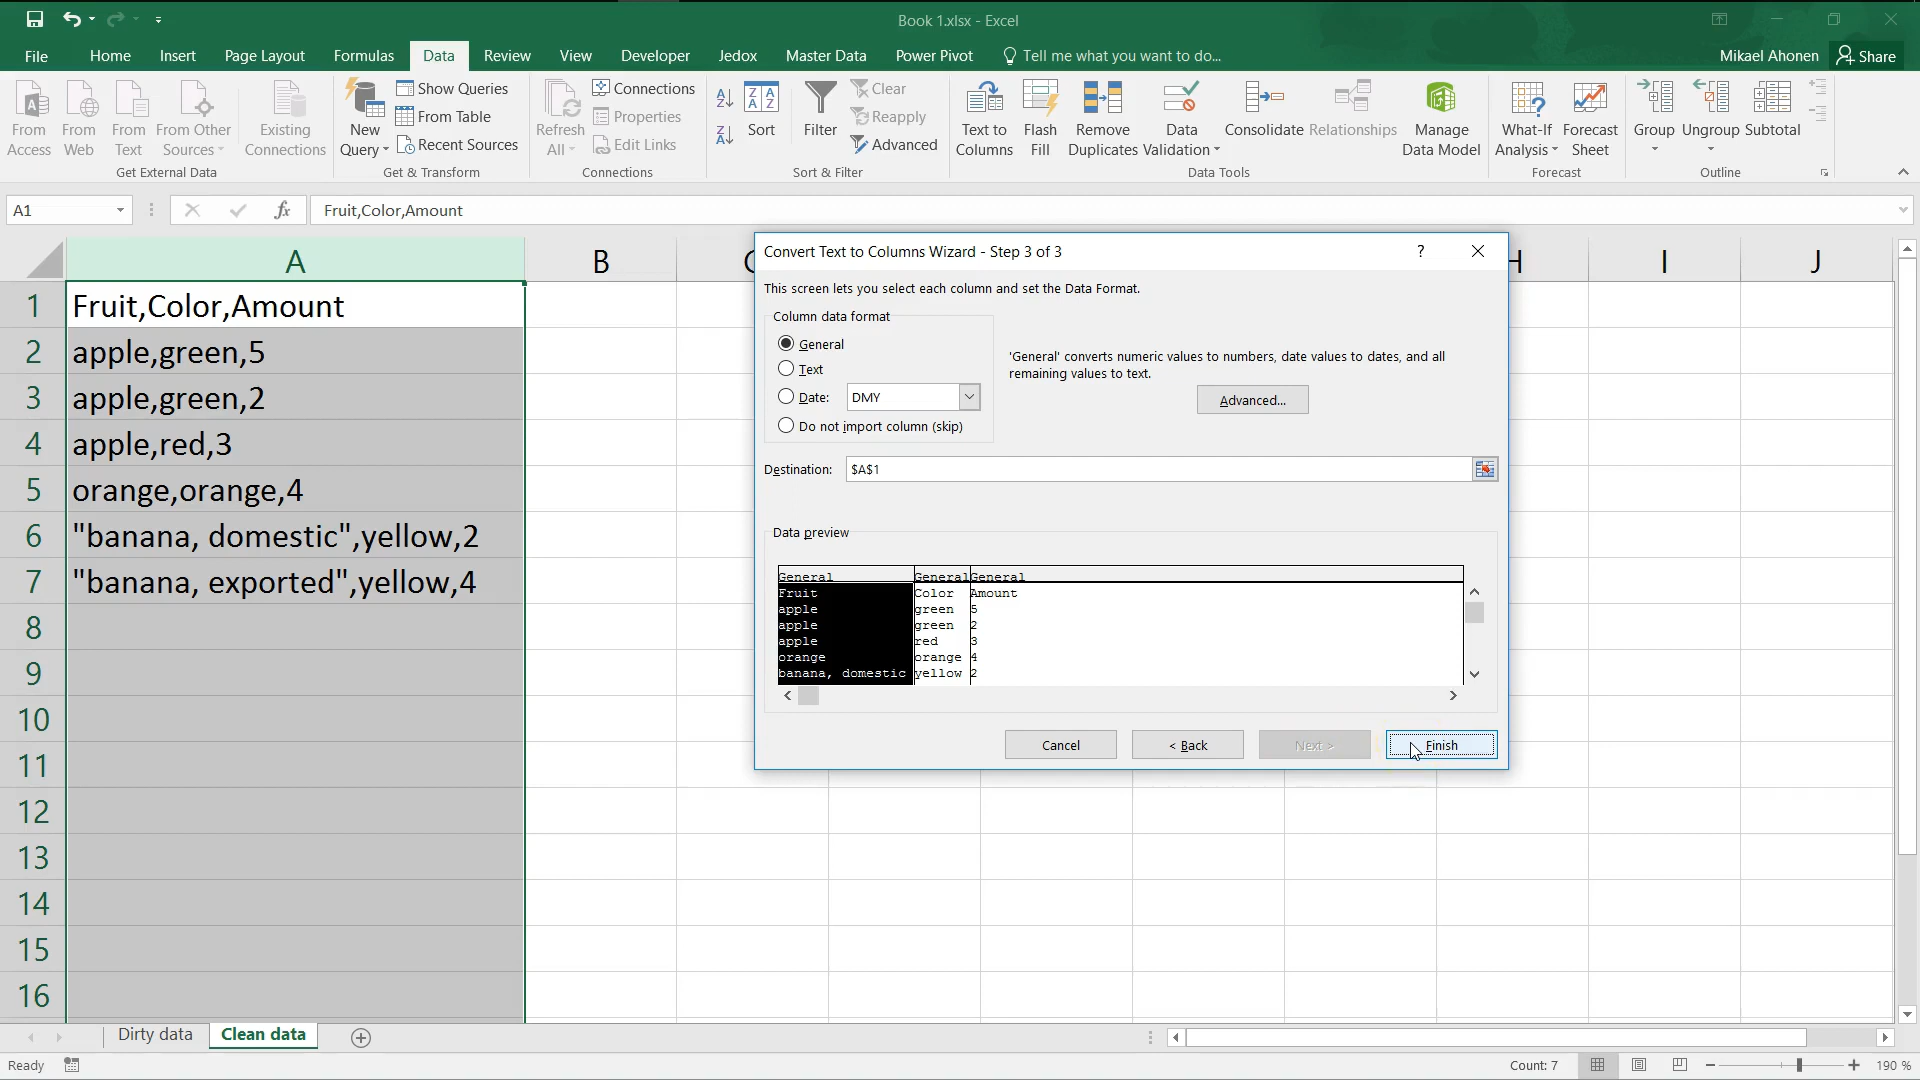 Book 1.xlsx - Excel
File Home Insert Page Layout Formulas Data Review View Developer Jedox Master Data Power Pivot Tell me what you want to do... Mikael Ahonen Share
From Access
From Web
From Text
From Other Sources
Existing Connections
Get External Data
New Query
Show Queries
From Table
Recent Sources
Get & Transform
Refresh All
Connections
Properties
Edit Links
Connections
Sort
Filter
Clear
Reapply
Advanced
Sort & Filter
Text to Columns
Flash Fill
Remove Duplicates
Data Validation
Consolidate
Relationships
Manage Data Model
Data Tools
What-If Analysis
Forecast Sheet
Forecast
Group
Ungroup
Subtotal
Outline
A1 fx Fruit,Color,Amount
A B H I J
1 Fruit,Color,Amount
2 apple,green,5
3 apple,green,2
4 apple,red,3
5 orange,orange,4
6 "banana, domestic",yellow,2
7 "banana, exported",yellow,4
8
9
10
11
12
13
14
15
16
Convert Text to Columns Wizard - Step 3 of 3 ?
This screen lets you select each column and set the Data Format.
Column data format
General
Text
Date: DMY
Do not import column (skip)
'General' converts numeric values to numbers, date values to dates, and all
remaining values to text.
Advanced...
Destination: $A$1
Data preview
General General General
Fruit Color Amount
apple green 5
apple green 2
apple red 3
orange orange 4
banana, domestic yellow 2
Cancel < Back Next > Finish
Dirty data Clean data
Ready Count: 7 190 %